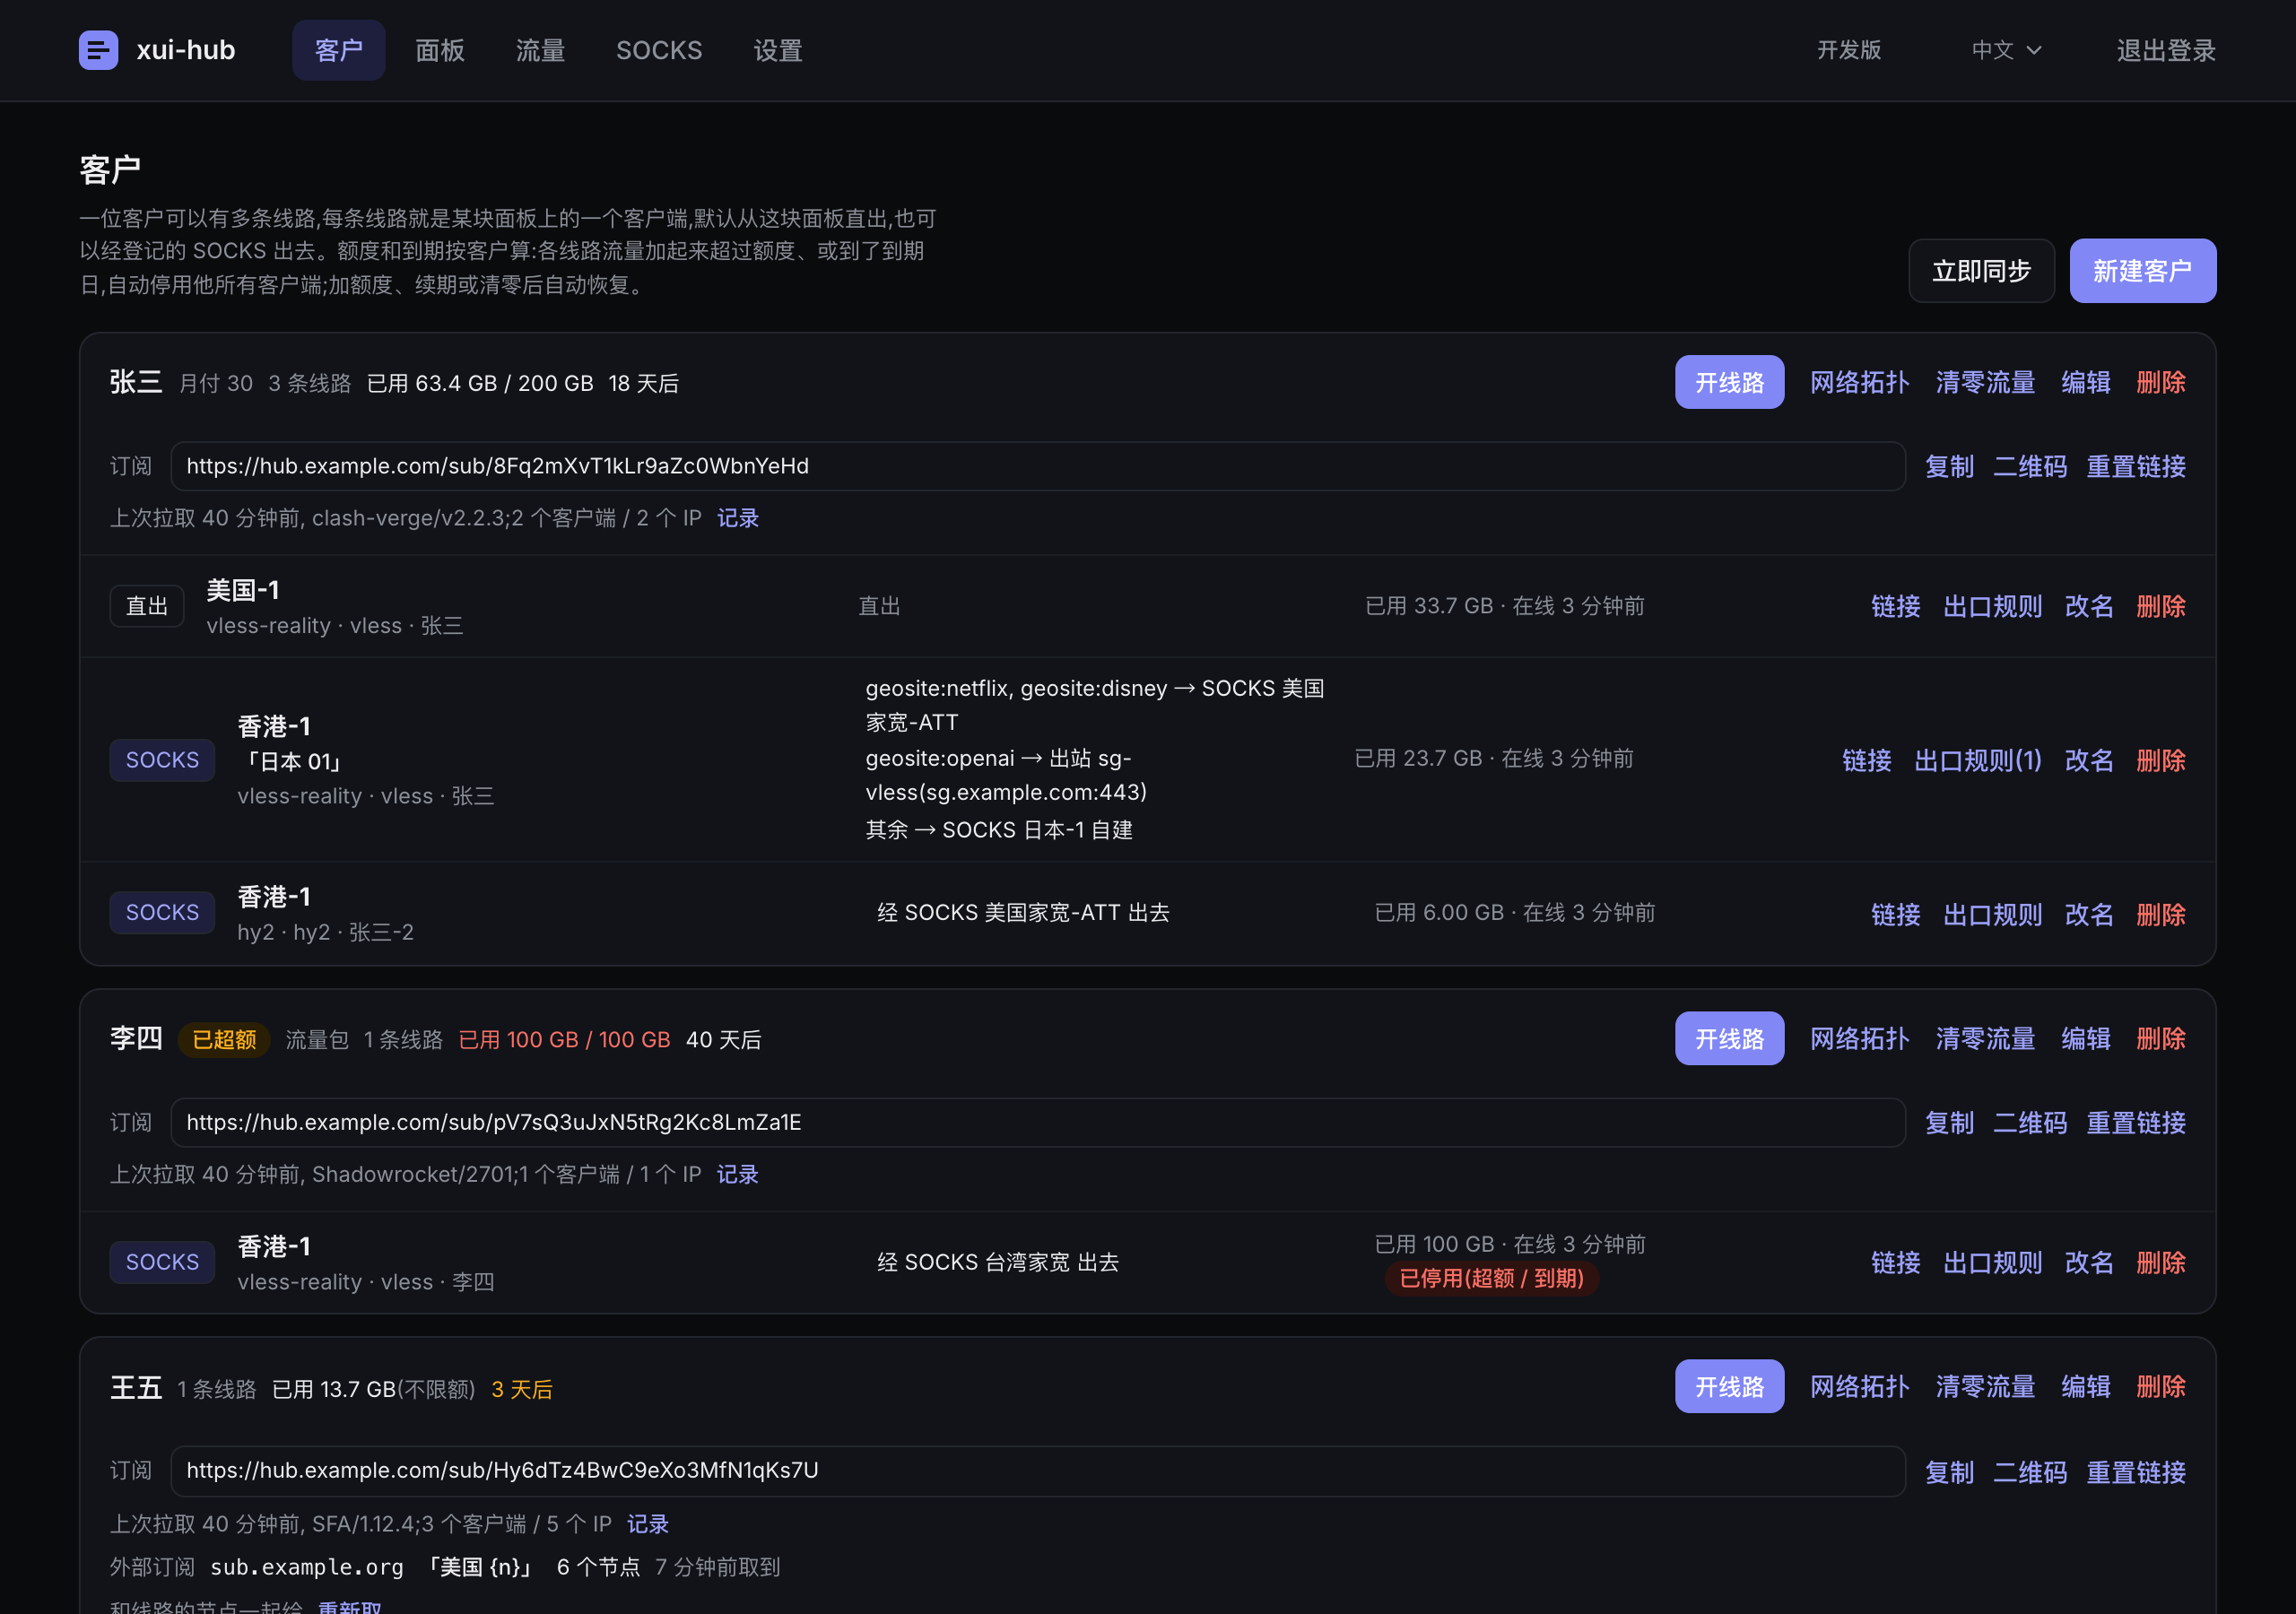 xui-hub 客户 面板 流量 SOCKS 设置 开发版 中文 退出登录
客户
一位客户可以有多条线路,每条线路就是某块面板上的一个客户端,默认从这块面板直出,也可
以经登记的 SOCKS 出去。额度和到期按客户算:各线路流量加起来超过额度、或到了到期
日,自动停用他所有客户端;加额度、续期或清零后自动恢复。
立即同步 新建客户
张三 月付 30 3 条线路 已用 63.4 GB / 200 GB 18 天后 开线路 网络拓扑 清零流量 编辑 删除
订阅 https://hub.example.com/sub/8Fq2mXvT1kLr9aZc0WbnYeHd 复制 二维码 重置链接
上次拉取 40 分钟前, clash-verge/v2.2.3;2 个客户端 / 2 个 IP 记录
直出 美国-1 直出 已用 33.7 GB · 在线 3 分钟前 链接 出口规则 改名 删除
vless-reality · vless · 张三
geosite:netflix, geosite:disney → SOCKS 美国
家宽-ATT
geosite:openai → 出站 sg-
vless(sg.example.com:443)
其余 → SOCKS 日本-1 自建
SOCKS 香港-1 已用 23.7 GB · 在线 3 分钟前 链接 出口规则(1) 改名 删除
「日本 01」
vless-reality · vless · 张三
SOCKS 香港-1 经 SOCKS 美国家宽-ATT 出去 已用 6.00 GB · 在线 3 分钟前 链接 出口规则 改名 删除
hy2 · hy2 · 张三-2
李四 已超额 流量包 1 条线路 已用 100 GB / 100 GB 40 天后 开线路 网络拓扑 清零流量 编辑 删除
订阅 https://hub.example.com/sub/pV7sQ3uJxN5tRg2Kc8LmZa1E 复制 二维码 重置链接
上次拉取 40 分钟前, Shadowrocket/2701;1 个客户端 / 1 个 IP 记录
SOCKS 香港-1 经 SOCKS 台湾家宽 出去 已用 100 GB · 在线 3 分钟前 链接 出口规则 改名 删除
vless-reality · vless · 李四 已停用(超额 / 到期)
王五 1 条线路 已用 13.7 GB(不限额) 3 天后 开线路 网络拓扑 清零流量 编辑 删除
订阅 https://hub.example.com/sub/Hy6dTz4BwC9eXo3MfN1qKs7U 复制 二维码 重置链接
上次拉取 40 分钟前, SFA/1.12.4;3 个客户端 / 5 个 IP 记录
外部订阅 sub.example.org 「美国 {n}」 6 个节点 7 分钟前取到
和线路的节点一起给 重新取